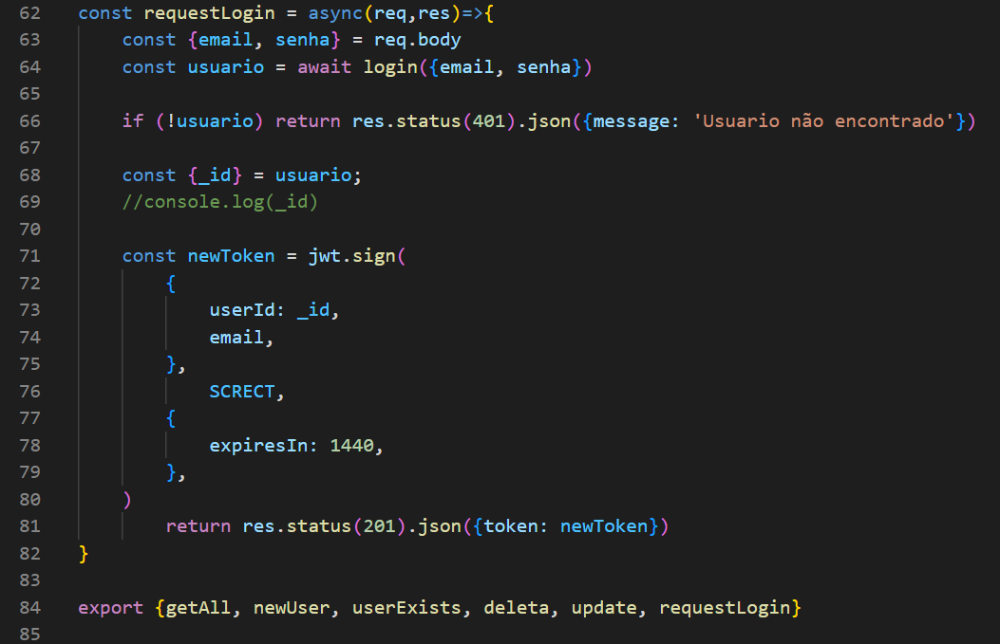 62 const requestLogin = async(req,res)=>{
63     const {email, senha} = req.body
64     const usuario = await login({email, senha})
65
66     if (!usuario) return res.status(401).json({message: 'Usuario não encontrado'})
67
68     const {_id} = usuario;
69     //console.log(_id)
70
71     const newToken = jwt.sign(
72         {
73             userId: _id,
74             email,
75         },
76             SCRECT,
77         {
78             expiresIn: 1440,
79         },
80     )
81         return res.status(201).json({token: newToken})
82 }
83
84 export {getAll, newUser, userExists, deleta, update, requestLogin}
85